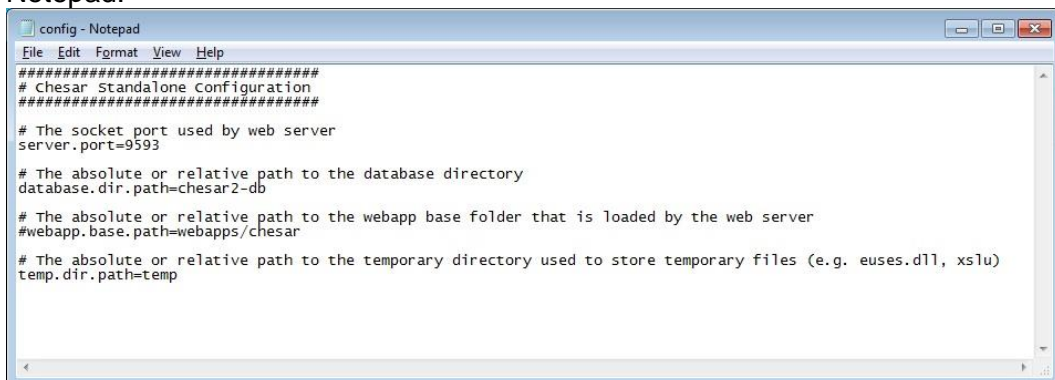 Notepad.
config - Notepad
File Edit Format View Help
##################################
# Chesar Standalone Configuration
##################################
# The socket port used by web server
server.port=9593
# The absolute or relative path to the database directory
database.dir.path=chesar2-db
# The absolute or relative path to the webapp base folder that is loaded by the web server
#webapp.base.path=webapps/chesar
# The absolute or relative path to the temporary directory used to store temporary files (e.g. euses.dll, xslu)
temp.dir.path=temp